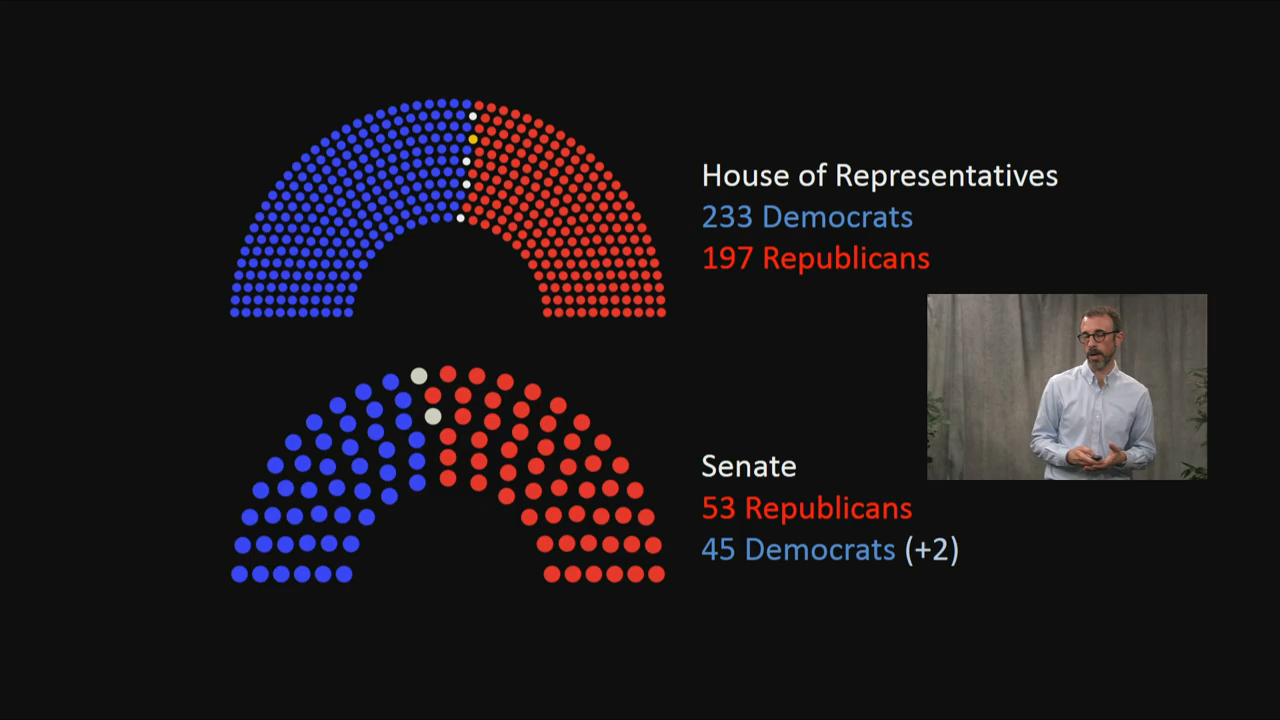 House of Representatives
233 Democrats
197 Republicans
Senate
53 Republicans
45 Democrats (+2)